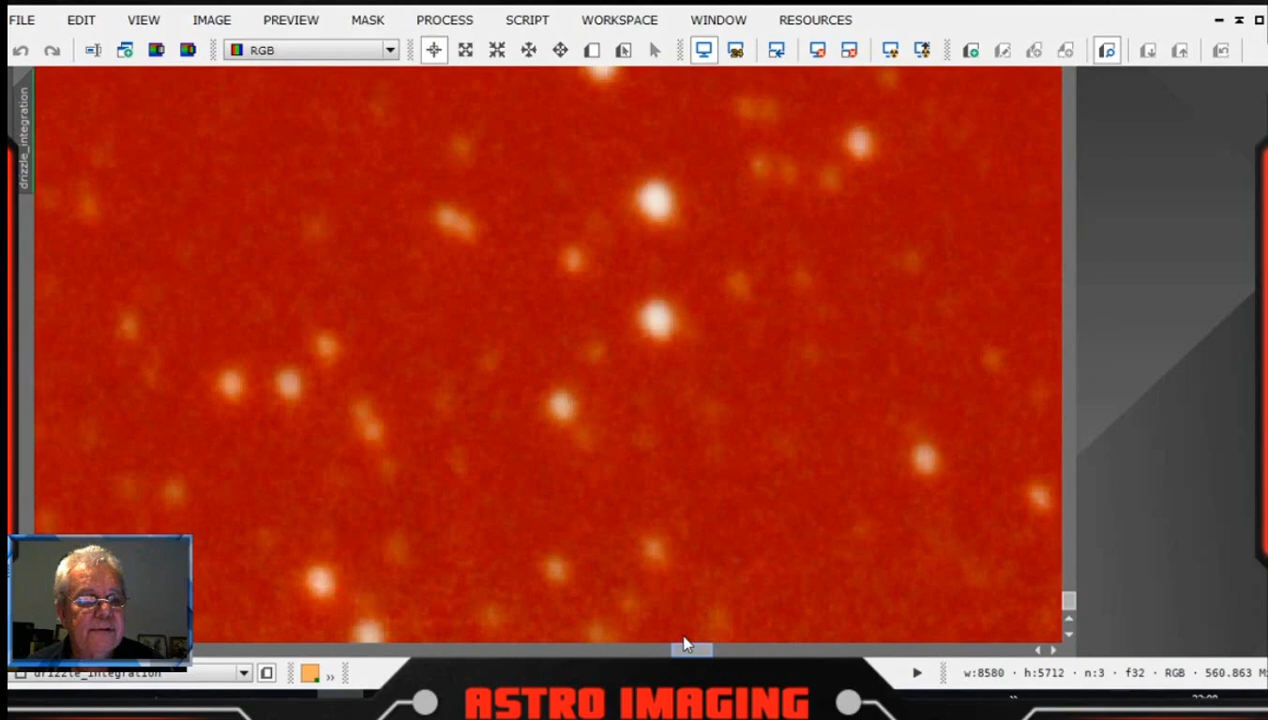 FILE EDIT VIEW IMAGE PREVIEW MASK PROCESS SCRIPT WORKSPACE WINDOW RESOURCES
RGB
drizzle_integration
drizzle_integration
w:8580 · h:5712 · n:3 · f32 · RGB · 560.863 M
ASTRO IMAGING